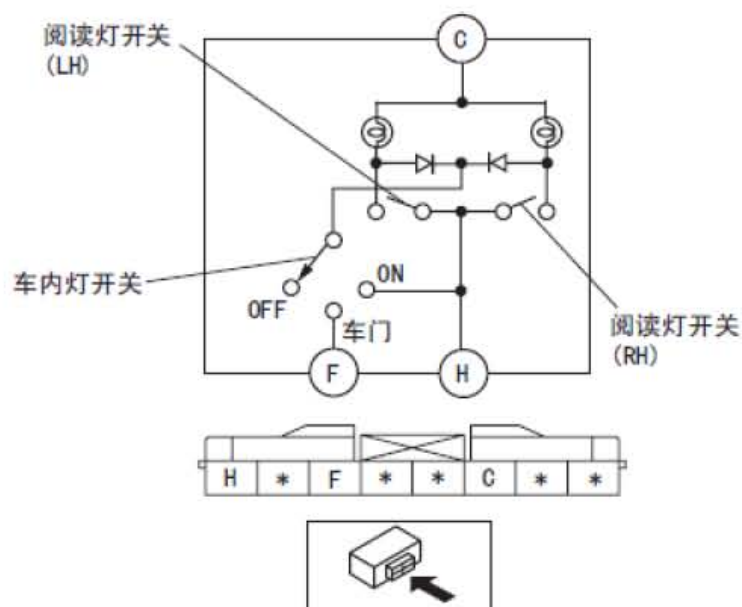 阅读灯开关
(LH)
C
车内灯开关
OFF
ON
车门
阅读灯开关
(RH)
F
H
H * F * * C * *